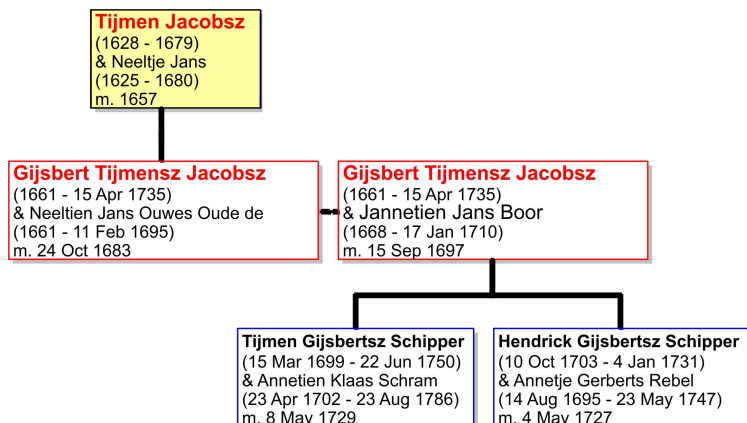 Tijmen Jacobsz
(1628 - 1679)
& Neeltje Jans
(1625 - 1680)
m. 1657
Gijsbert Tijmensz Jacobsz
(1661 - 15 Apr 1735)
& Neeltien Jans Ouwes Oude de
(1661 - 11 Feb 1695)
m. 24 Oct 1683
Gijsbert Tijmensz Jacobsz
(1661 - 15 Apr 1735)
& Jannetien Jans Boor
(1668 - 17 Jan 1710)
m. 15 Sep 1697
Tijmen Gijsbertsz Schipper
(15 Mar 1699 - 22 Jun 1750)
& Annetien Klaas Schram
(23 Apr 1702 - 23 Aug 1786)
m. 8 May 1729
Hendrick Gijsbertsz Schipper
(10 Oct 1703 - 4 Jan 1731)
& Annetje Gerberts Rebel
(14 Aug 1695 - 23 May 1747)
m. 4 May 1727